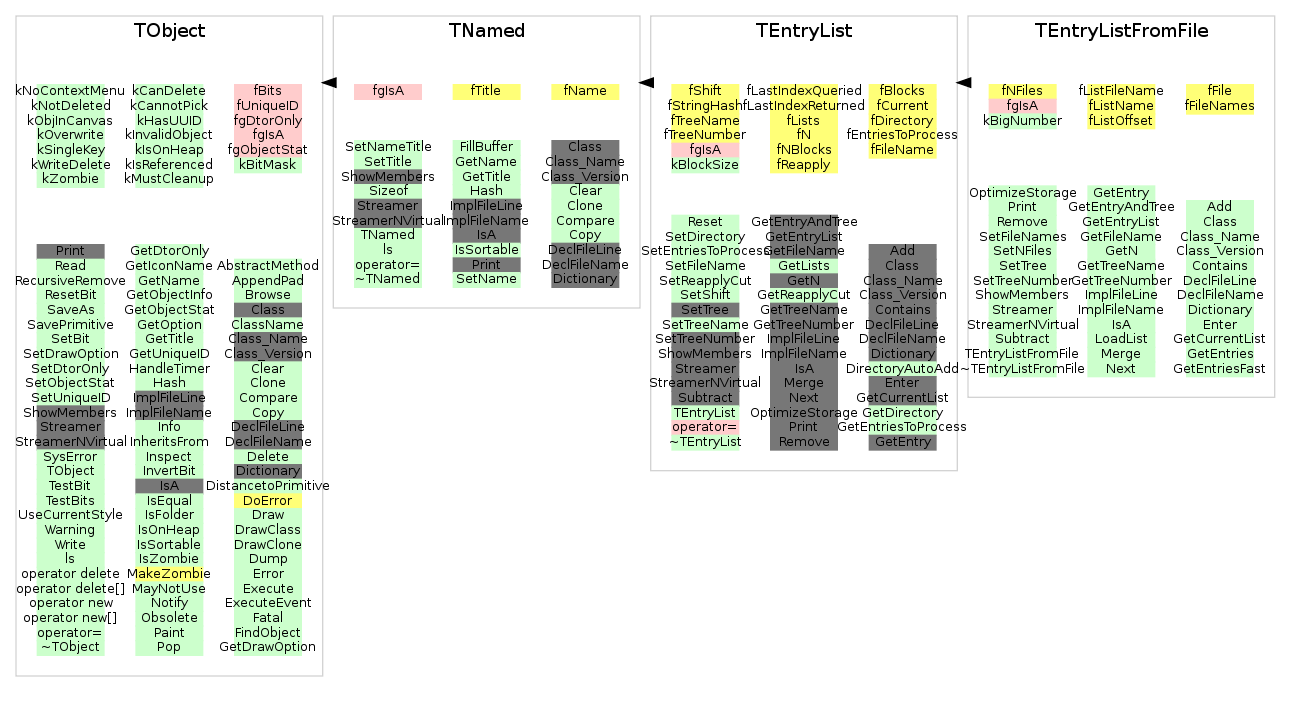 TObject
kNoContextMenu
kNotDeleted
kObjInCanvas
kOverwrite
kSingleKey
kWriteDelete
kZombie
kCanDelete
kCannotPick
kHasUUID
kInvalidObject
kIsOnHeap
kIsReferenced
kMustCleanup
fBits
fUniqueID
fgDtorOnly
fgIsA
fgObjectStat
kBitMask
Print
Read
RecursiveRemove
ResetBit
SaveAs
SavePrimitive
SetBit
SetDrawOption
SetDtorOnly
SetObjectStat
SetUniqueID
ShowMembers
Streamer
StreamerNVirtual
SysError
TObject
TestBit
TestBits
UseCurrentStyle
Warning
Write
ls
operator delete
operator delete[]
operator new
operator new[]
operator=
~TObject
GetDtorOnly
GetIconName
GetName
GetObjectInfo
GetObjectStat
GetOption
GetTitle
GetUniqueID
HandleTimer
Hash
ImplFileLine
ImplFileName
Info
InheritsFrom
Inspect
InvertBit
IsA
IsEqual
IsFolder
IsOnHeap
IsSortable
IsZombie
MakeZombie
MayNotUse
Notify
Obsolete
Paint
Pop
AbstractMethod
AppendPad
Browse
Class
ClassName
Class_Name
Class_Version
Clear
Clone
Compare
Copy
DeclFileLine
DeclFileName
Delete
Dictionary
DistancetoPrimitive
DoError
Draw
DrawClass
DrawClone
Dump
Error
Execute
ExecuteEvent
Fatal
FindObject
GetDrawOption
TNamed
fgIsA
fTitle
fName
SetNameTitle
SetTitle
ShowMembers
Sizeof
Streamer
StreamerNVirtual
TNamed
ls
operator=
~TNamed
FillBuffer
GetName
GetTitle
Hash
ImplFileLine
ImplFileName
IsA
IsSortable
Print
SetName
Class
Class_Name
Class_Version
Clear
Clone
Compare
Copy
DeclFileLine
DeclFileName
Dictionary
TEntryList
fShift
fStringHash
fTreeName
fTreeNumber
fgIsA
kBlockSize
fLastIndexQueried
fLastIndexReturned
fLists
fN
fNBlocks
fReapply
fBlocks
fCurrent
fDirectory
fEntriesToProcess
fFileName
Reset
SetDirectory
SetEntriesToProcess
SetFileName
SetReapplyCut
SetShift
SetTree
SetTreeName
SetTreeNumber
ShowMembers
Streamer
StreamerNVirtual
Subtract
TEntryList
operator=
~TEntryList
GetEntryAndTree
GetEntryList
GetFileName
GetLists
GetN
GetReapplyCut
GetTreeName
GetTreeNumber
ImplFileLine
ImplFileName
IsA
Merge
Next
OptimizeStorage
Print
Remove
Add
Class
Class_Name
Class_Version
Contains
DeclFileLine
DeclFileName
Dictionary
DirectoryAutoAdd
Enter
GetCurrentList
GetDirectory
GetEntriesToProcess
GetEntry
TEntryListFromFile
fNFiles
fgIsA
kBigNumber
fListFileName
fListName
fListOffset
fFile
fFileNames
OptimizeStorage
Print
Remove
SetFileNames
SetNFiles
SetTree
SetTreeNumber
ShowMembers
Streamer
StreamerNVirtual
Subtract
TEntryListFromFile
~TEntryListFromFile
GetEntry
GetEntryAndTree
GetEntryList
GetFileName
GetN
GetTreeName
GetTreeNumber
ImplFileLine
ImplFileName
IsA
LoadList
Merge
Next
Add
Class
Class_Name
Class_Version
Contains
DeclFileLine
DeclFileName
Dictionary
Enter
GetCurrentList
GetEntries
GetEntriesFast